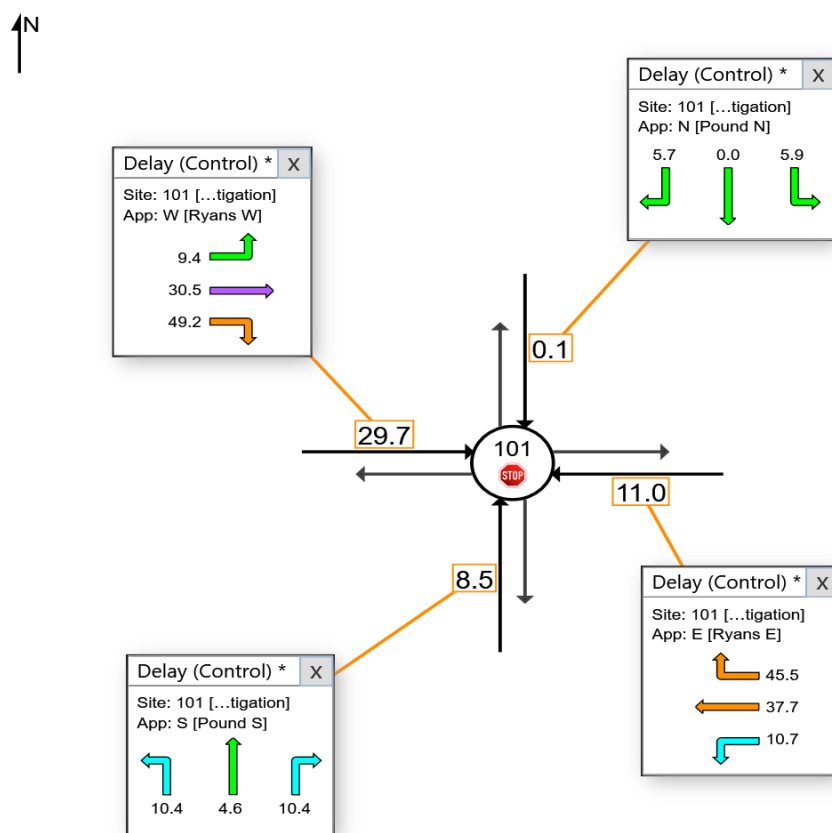 N
Delay (Control) * X
Site: 101 [...tigation]
App: N [Pound N]
5.7 0.0 5.9
Delay (Control) * X
Site: 101 [...tigation]
App: W [Ryans W]
9.4
30.5
49.2
0.1
29.7
101
STOP
11.0
8.5
Delay (Control) * X
Site: 101 [...tigation]
App: E [Ryans E]
45.5
37.7
10.7
Delay (Control) * X
Site: 101 [...tigation]
App: S [Pound S]
10.4 4.6 10.4